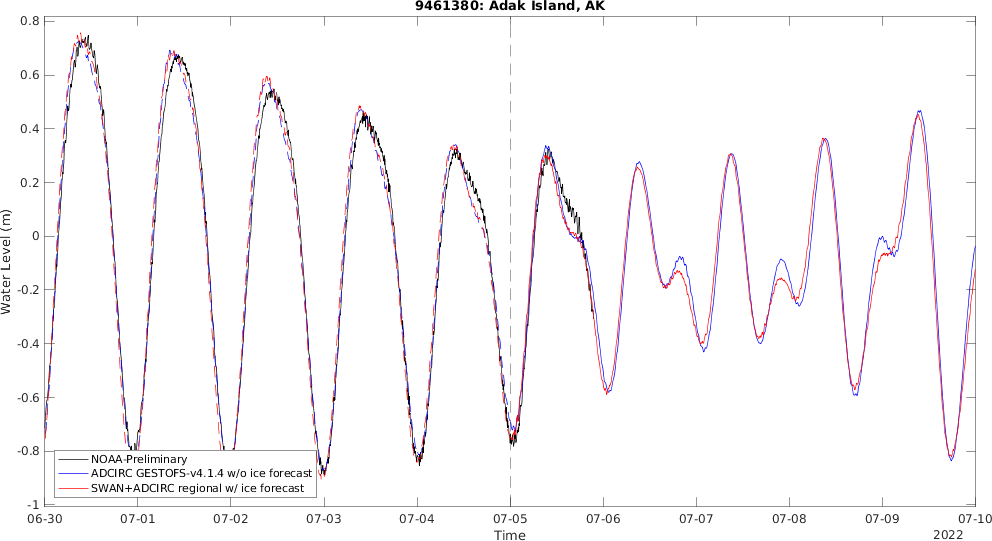 9461380: Adak Island, AK
0.8
0.6
0.4
0.2
0
-0.2
-0.4
-0.6
-0.8
-1
Water Level (m)
NOAA-Preliminary
ADCIRC GESTOFS-v4.1.4 w/o ice forecast
SWAN+ADCIRC regional w/ ice forecast
06-30 07-01 07-02 07-03 07-04 07-05 07-06 07-07 07-08 07-09 07-10
Time
2022